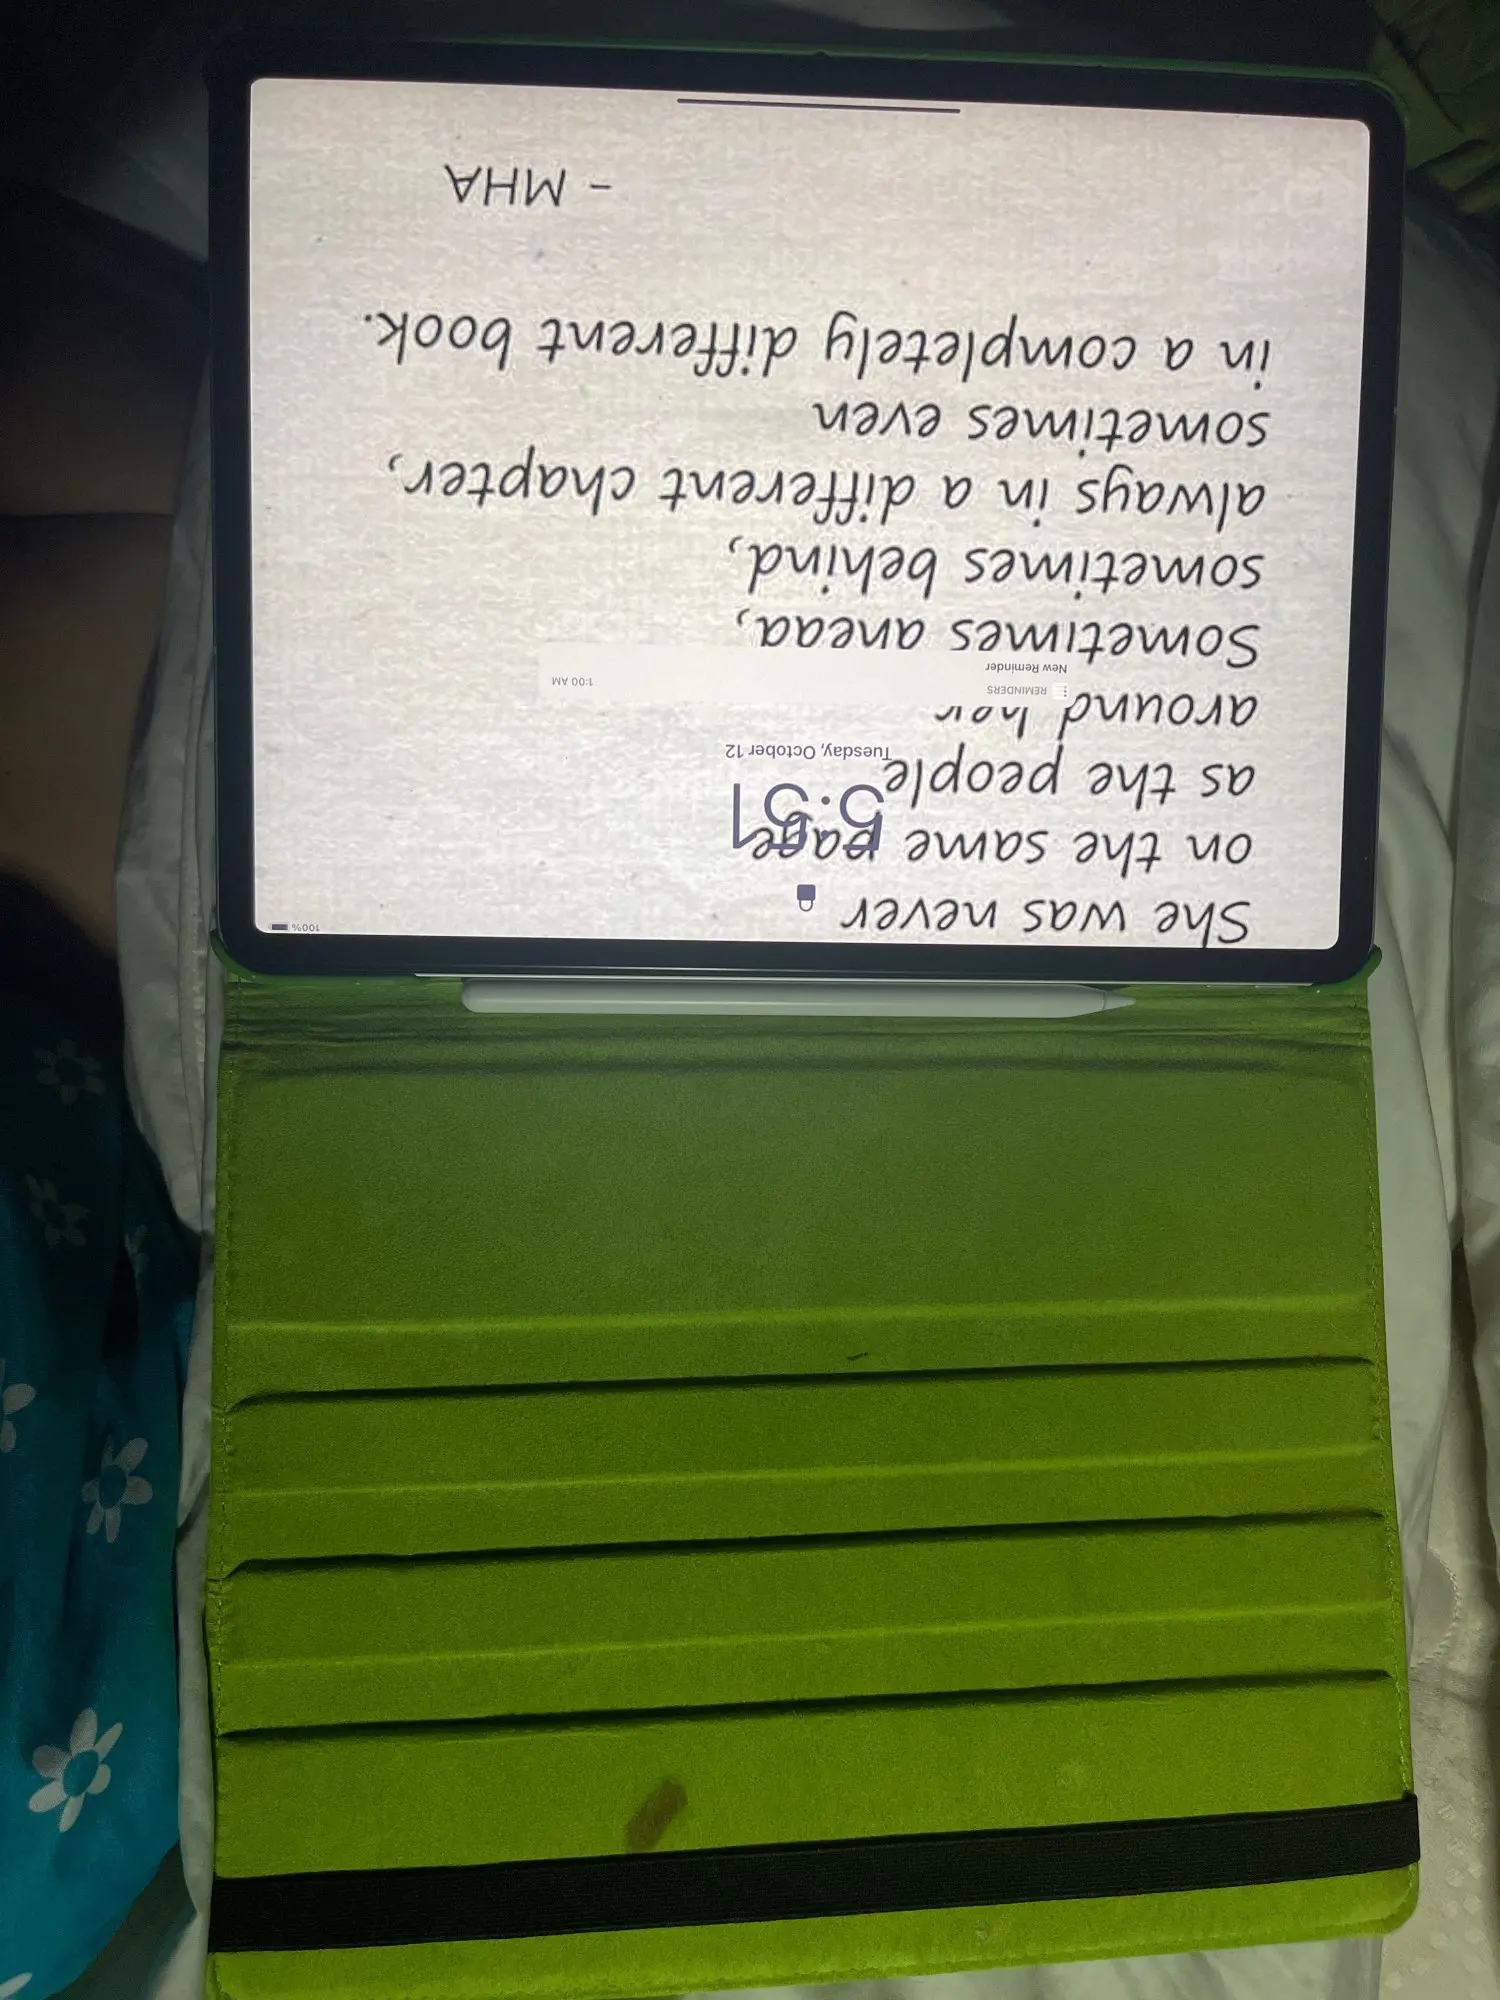 100%
She was never
on the same page
5:51
as the people
Tuesday, October 12
around her
REMINDERS 1:00 AM
New Reminder
Sometimes ahead,
sometimes behind,
always in a different chapter,
sometimes even
in a completely different book.
- MHA